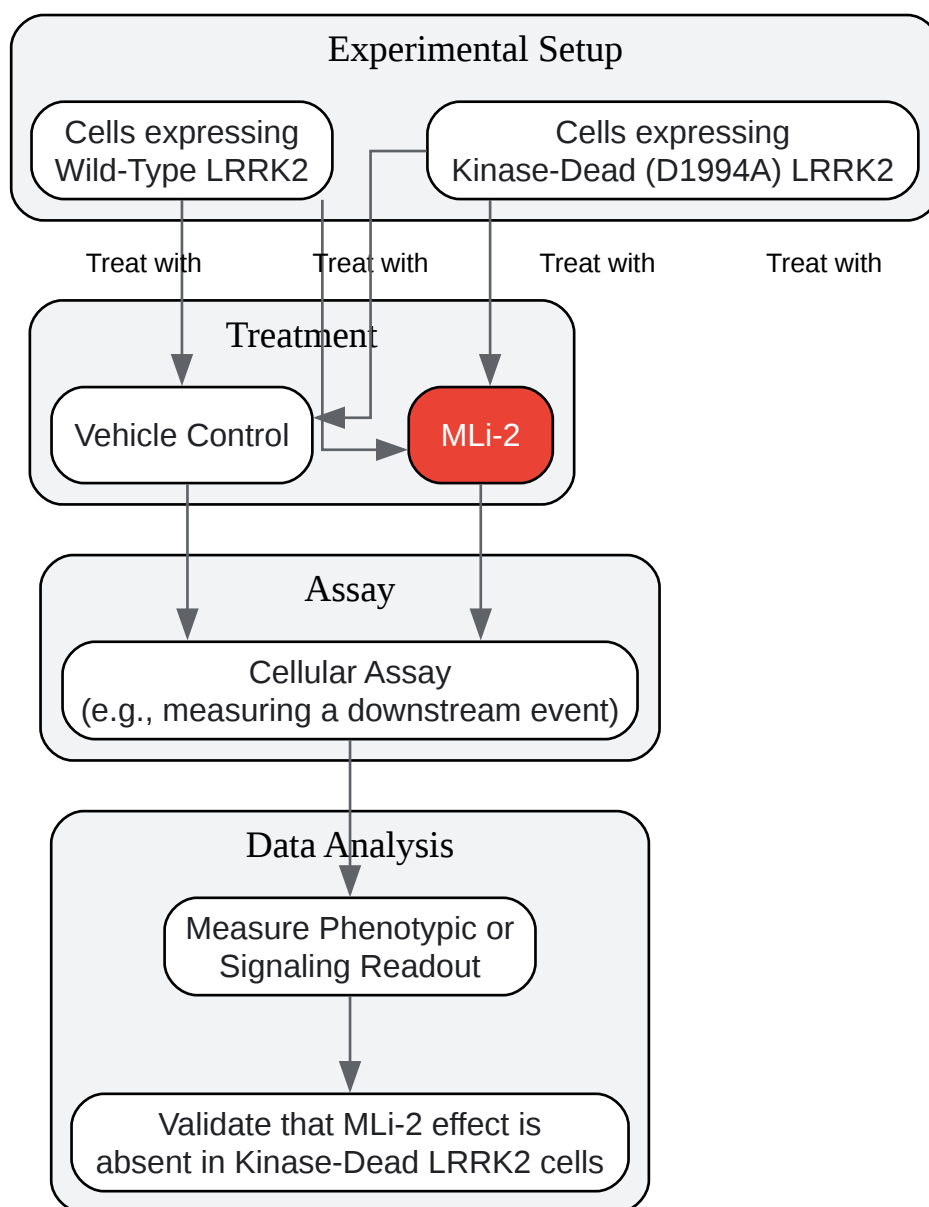 Experimental Setup
Cells expressing
Wild-Type LRRK2
Cells expressing
Kinase-Dead (D1994A) LRRK2
Treat with
Treat with
Treat with
Treat with
Treatment
Vehicle Control
MLi-2
Assay
Cellular Assay
(e.g., measuring a downstream event)
Data Analysis
Measure Phenotypic or
Signaling Readout
Validate that MLi-2 effect is
absent in Kinase-Dead LRRK2 cells